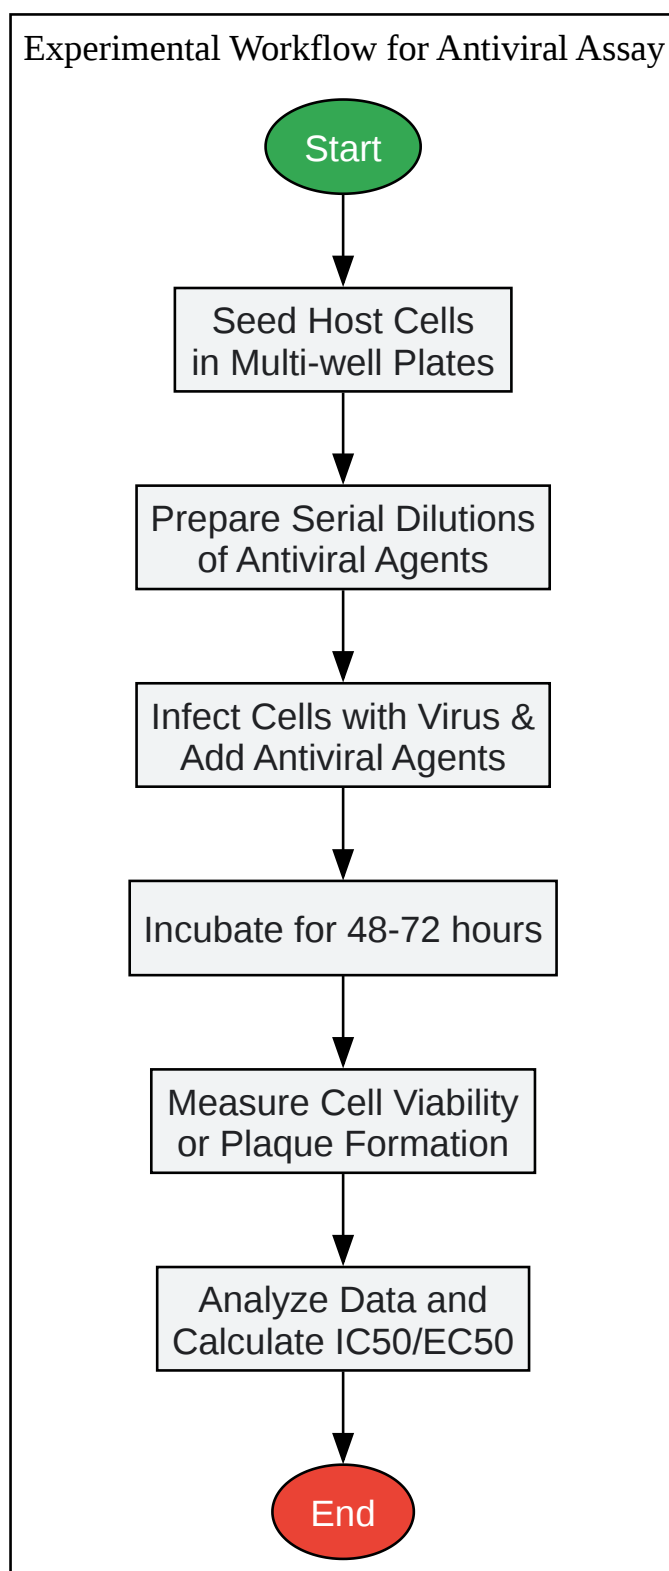 Experimental Workflow for Antiviral Assay
Start
Seed Host Cells
in Multi-well Plates
Prepare Serial Dilutions
of Antiviral Agents
Infect Cells with Virus &
Add Antiviral Agents
Incubate for 48-72 hours
Measure Cell Viability
or Plaque Formation
Analyze Data and
Calculate IC50/EC50
End